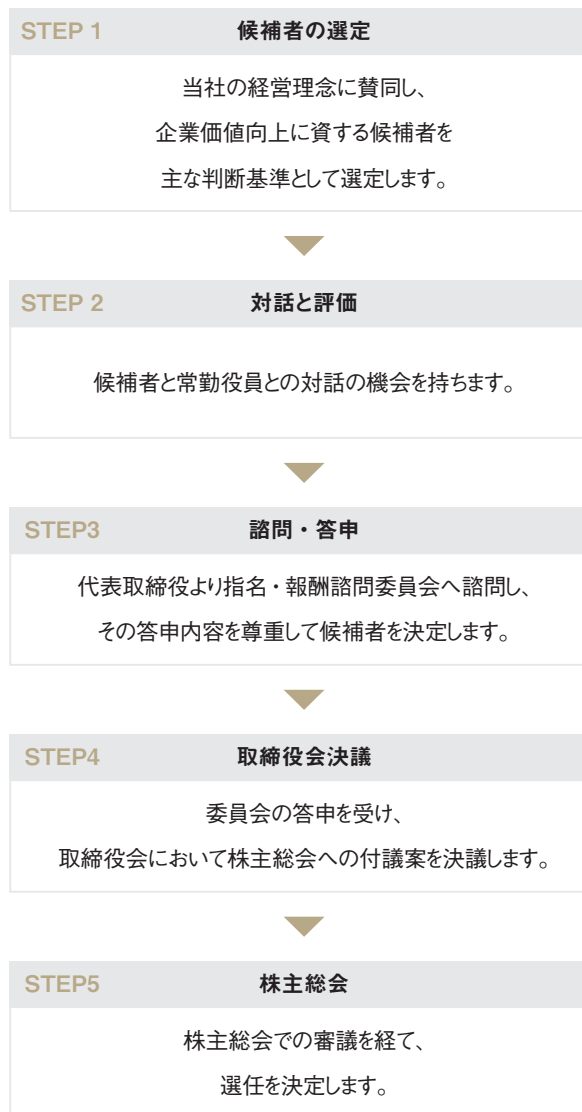 STEP 1 候補者の選定
当社の経営理念に賛同し、
企業価値向上に資する候補者を
主な判断基準として選定します。
STEP 2 対話と評価
候補者と常勤役員との対話の機会を持ちます。
STEP3 諮問・答申
代表取締役より指名・報酬諮問委員会へ諮問し、
その答申内容を尊重して候補者を決定します。
STEP4 取締役会決議
委員会の答申を受け、
取締役会において株主総会への付議案を決議します。
STEP5 株主総会
株主総会での審議を経て、
選任を決定します。